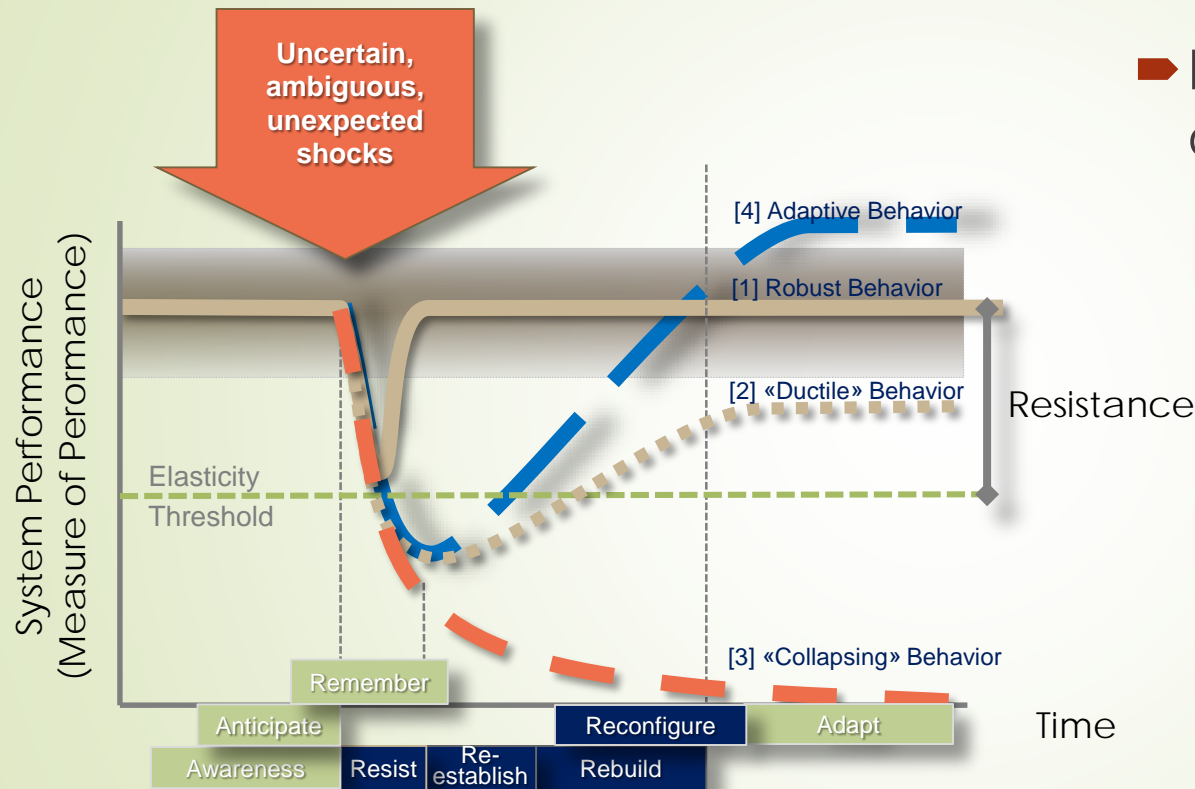 Uncertain,
ambiguous,
unexpected
shocks
[4] Adaptive Behavior
[1] Robust Behavior
[2] «Ductile» Behavior
Resistance
Elasticity
Threshold
System Performance
(Measure of Perormance)
[3] «Collapsing» Behavior
Remember
Anticipate
Reconfigure
Adapt
Time
Awareness
Resist
Re-
establish
Rebuild